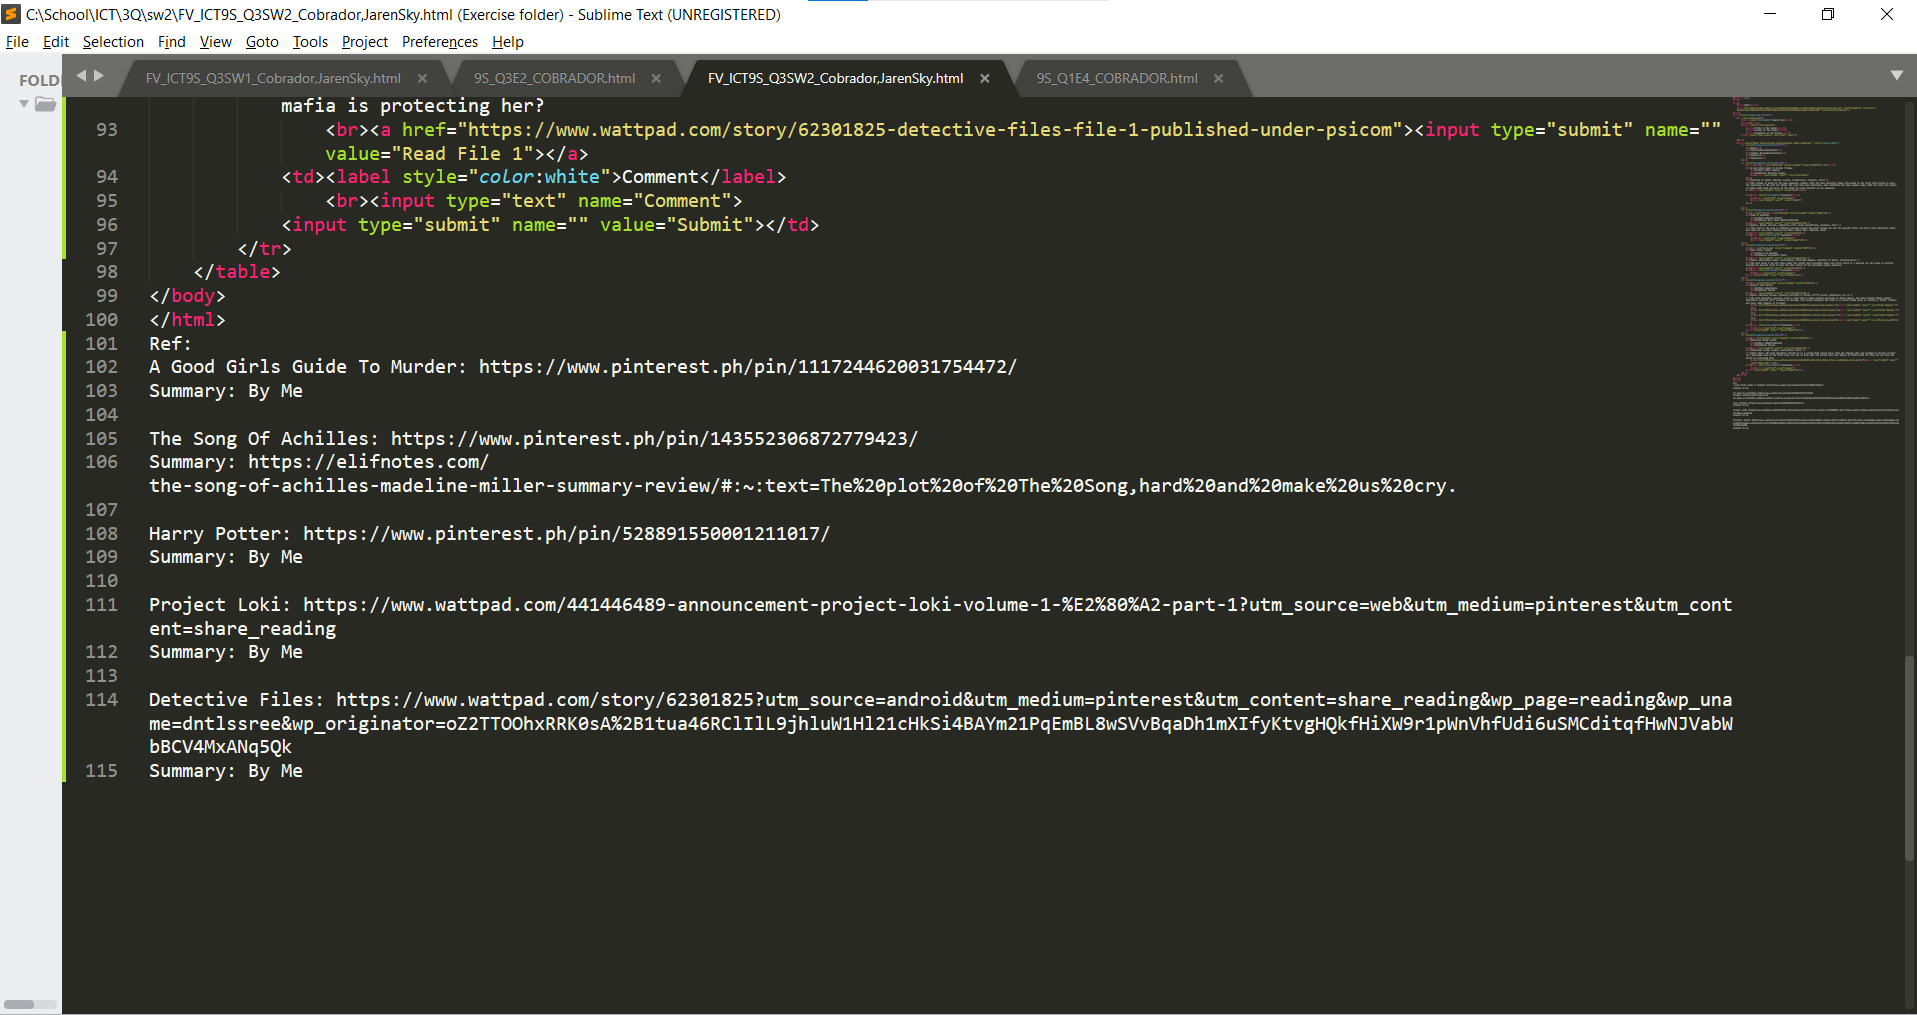 C:\School\ICT\3Q\sw2\FV_ICT9S_Q3SW2_Cobrador,JarenSky.html (Exercise folder) - Sublime Text (UNREGISTERED)
File Edit Selection Find View Goto Tools Project Preferences Help
FOLD
FV_ICT9S_Q3SW1_Cobrador,JarenSky.html 9S_Q3E2_COBRADOR.html FV_ICT9S_Q3SW2_Cobrador,JarenSky.html 9S_Q1E4_COBRADOR.html
mafia is protecting her?
93 <br><a href="https://www.wattpad.com/story/62301825-detective-files-file-1-published-under-psicom"><input type="submit" name=""
value="Read File 1"></a>
94 <td><label style="color:white">Comment</label>
95 <br><input type="text" name="Comment">
96 <input type="submit" name="" value="Submit"></td>
97 </tr>
98 </table>
99 </body>
100 </html>
101 Ref:
102 A Good Girls Guide To Murder: https://www.pinterest.ph/pin/1117244620031754472/
103 Summary: By Me
104
105 The Song Of Achilles: https://www.pinterest.ph/pin/143552306872779423/
106 Summary: https://elifnotes.com/
the-song-of-achilles-madeline-miller-summary-review/#:~:text=The%20plot%20of%20The%20Song,hard%20and%20make%20us%20cry.
107
108 Harry Potter: https://www.pinterest.ph/pin/528891550001211017/
109 Summary: By Me
110
111 Project Loki: https://www.wattpad.com/441446489-announcement-project-loki-volume-1-%E2%80%A2-part-1?utm_source=web&utm_medium=pinterest&utm_cont
ent=share_reading
112 Summary: By Me
113
114 Detective Files: https://www.wattpad.com/story/62301825?utm_source=android&utm_medium=pinterest&utm_content=share_reading&wp_page=reading&wp_una
me=dntlssree&wp_originator=oZ2TTOOhxRRK0sA%2B1tua46RClIlL9jhluW1Hl21cHkSi4BAYm21PqEmBL8wSVvBqaDh1mXIfyKtvgHQkfHiXW9r1pWnVhfUdi6uSMCditqfHwNJVabW
bBCV4MxANq5Qk
115 Summary: By Me